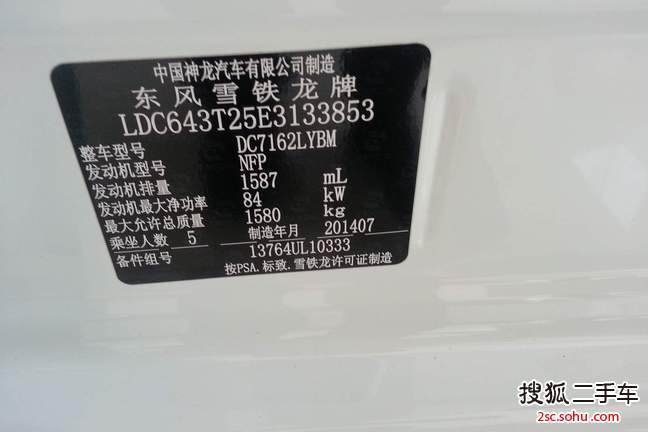 中国神龙汽车有限公司制造
东风雪铁龙牌
LDC643T25E3133853
整车型号 DC7162LYBM
发动机型号 NFP
发动机排量 1587 mL
发动机最大净功率 84 kW
最大允许总质量 1580 kg
乘坐人数 5 制造年月 201407
备件组号 13764UL10333
按PSA.标致.雪铁龙许可证制造
搜狐二手车
2sc.sohu.com